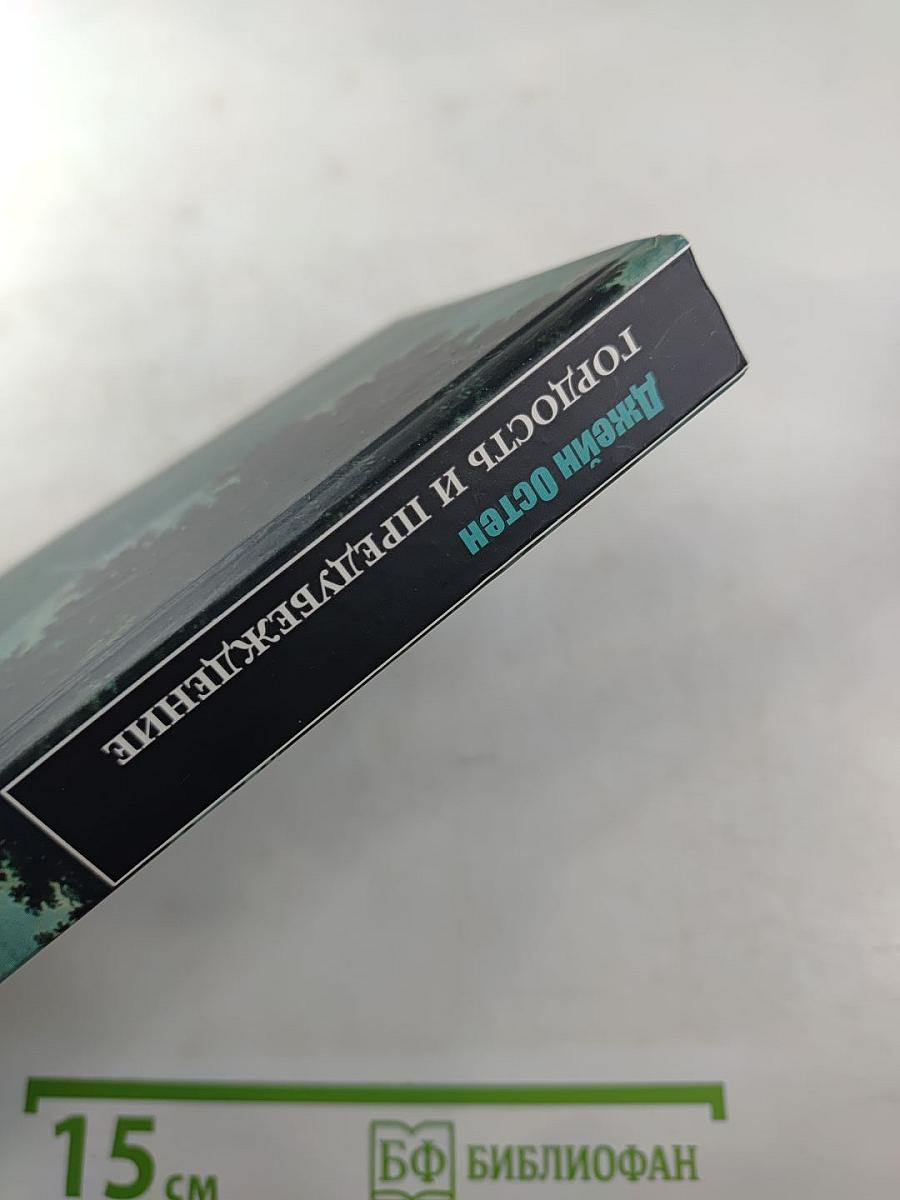 Джейн Остен
ГОРДОСТЬ И ПРЕДУБЕЖДЕНИЕ
15 см
БФ БИБЛИОФАН